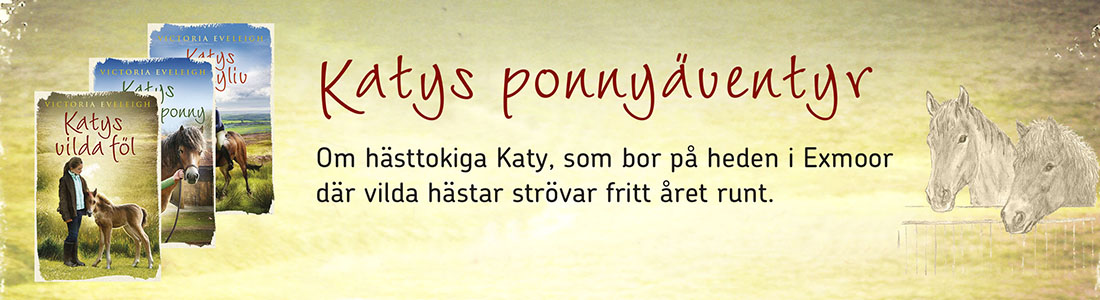 VICTORIA EVELEIGH
Katys
VICTORIA EVELEIGH
Katys
ponny
VICTORIA EVELEIGH
Katys
vilda föl
Katys ponnyäventyr
Om hästtokiga Katy, som bor på heden i Exmoor
där vilda hästar strövar fritt året runt.